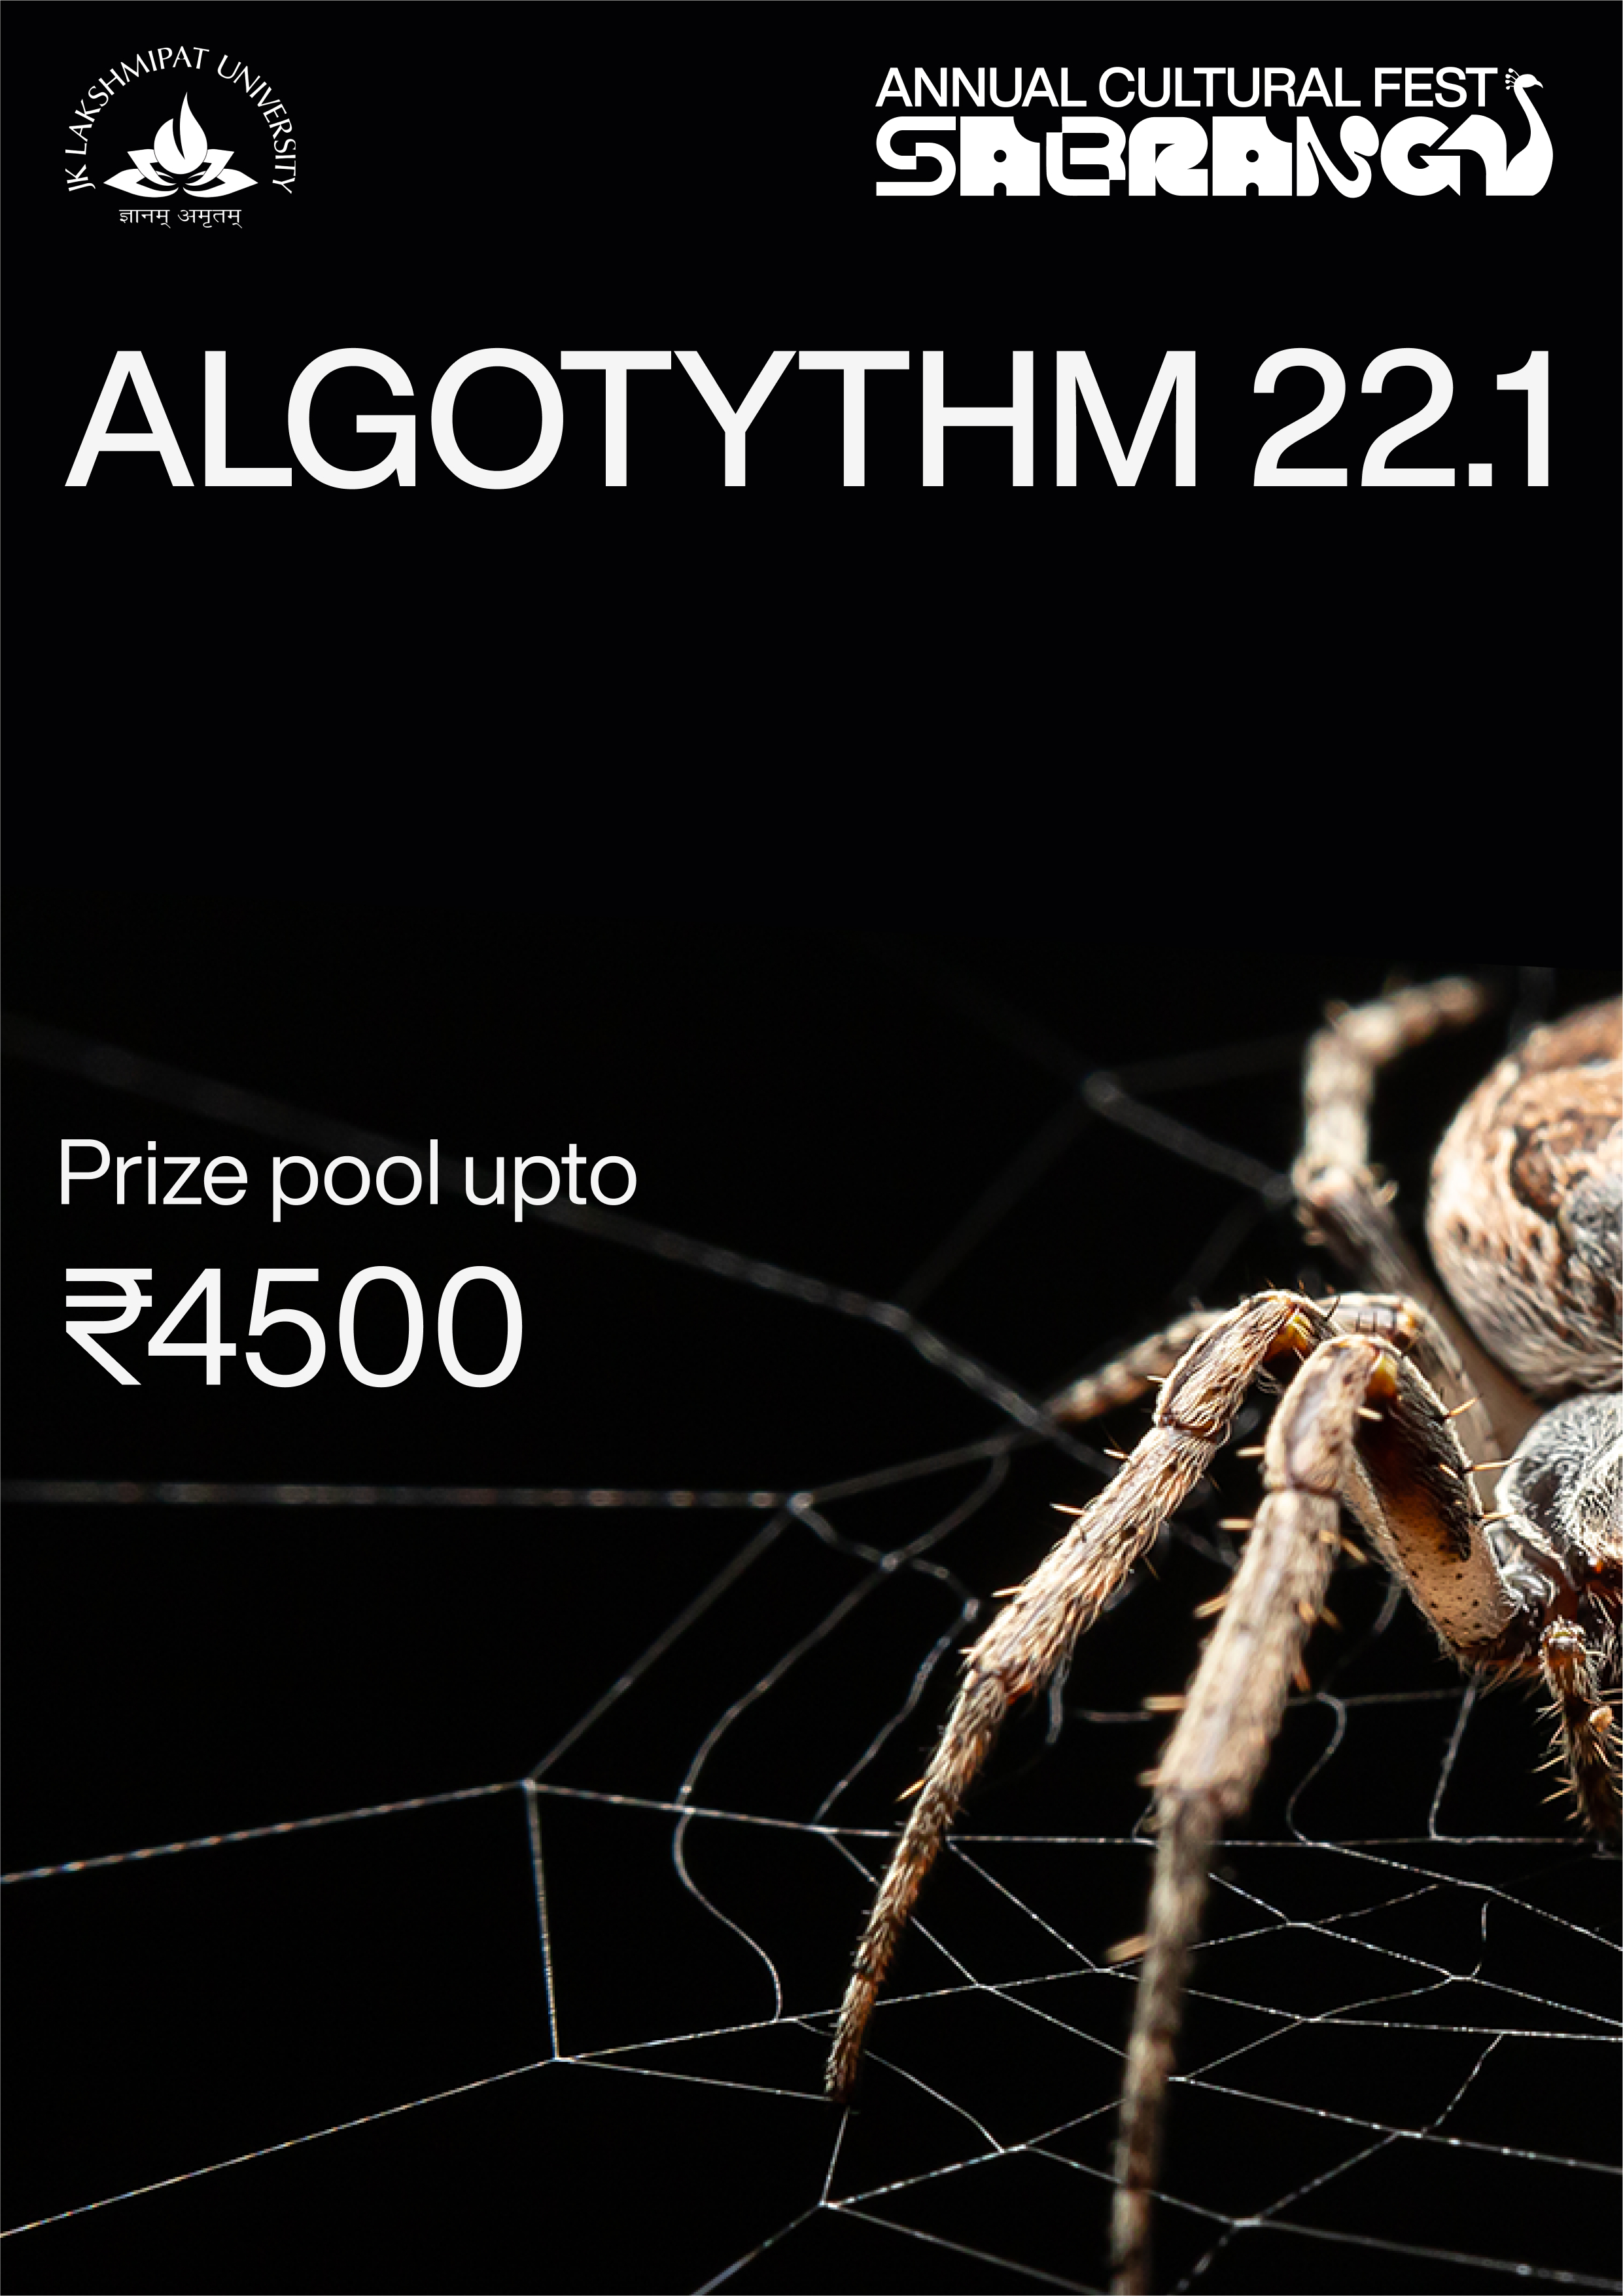 JK LAKSHMIPAT UNIVERSITY
ज्ञानम् अमृतम्
ANNUAL CULTURAL FEST
SABRANG
ALGOTYTHM 22.1
Prize pool upto
₹4500